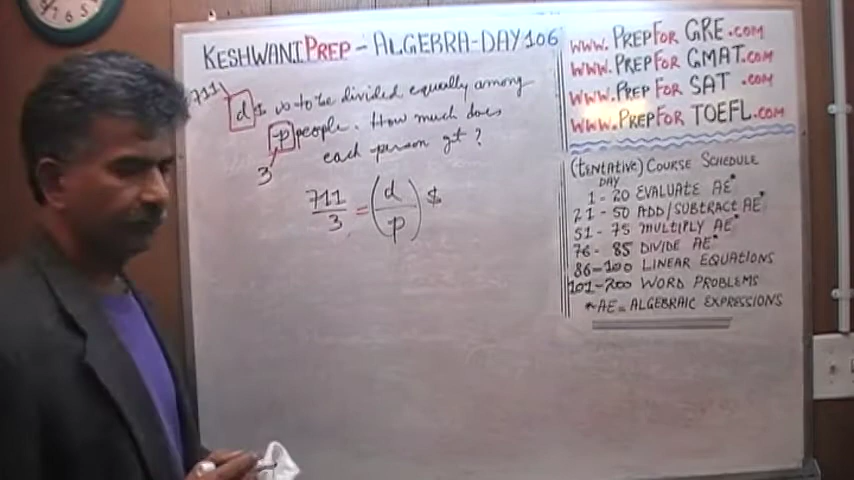 KESHWANI PREP - ALGEBRA-DAY 106
711
d $ is to be divided equally among
p people. How much does
3
each person get?
711/3 = (d/p) $
www.PREPFOR GRE.COM
www.PREPFOR GMAT.COM
www.PREPFOR SAT.COM
www.PREPFOR TOEFL.COM
(TENTATIVE) COURSE SCHEDULE
DAY
1-20 EVALUATE AE*
21-50 ADD/SUBTRACT AE*
51-75 MULTIPLY AE*
76-85 DIVIDE AE*
86-100 LINEAR EQUATIONS
101-200 WORD PROBLEMS
*AE = ALGEBRAIC EXPRESSIONS
7 6 5